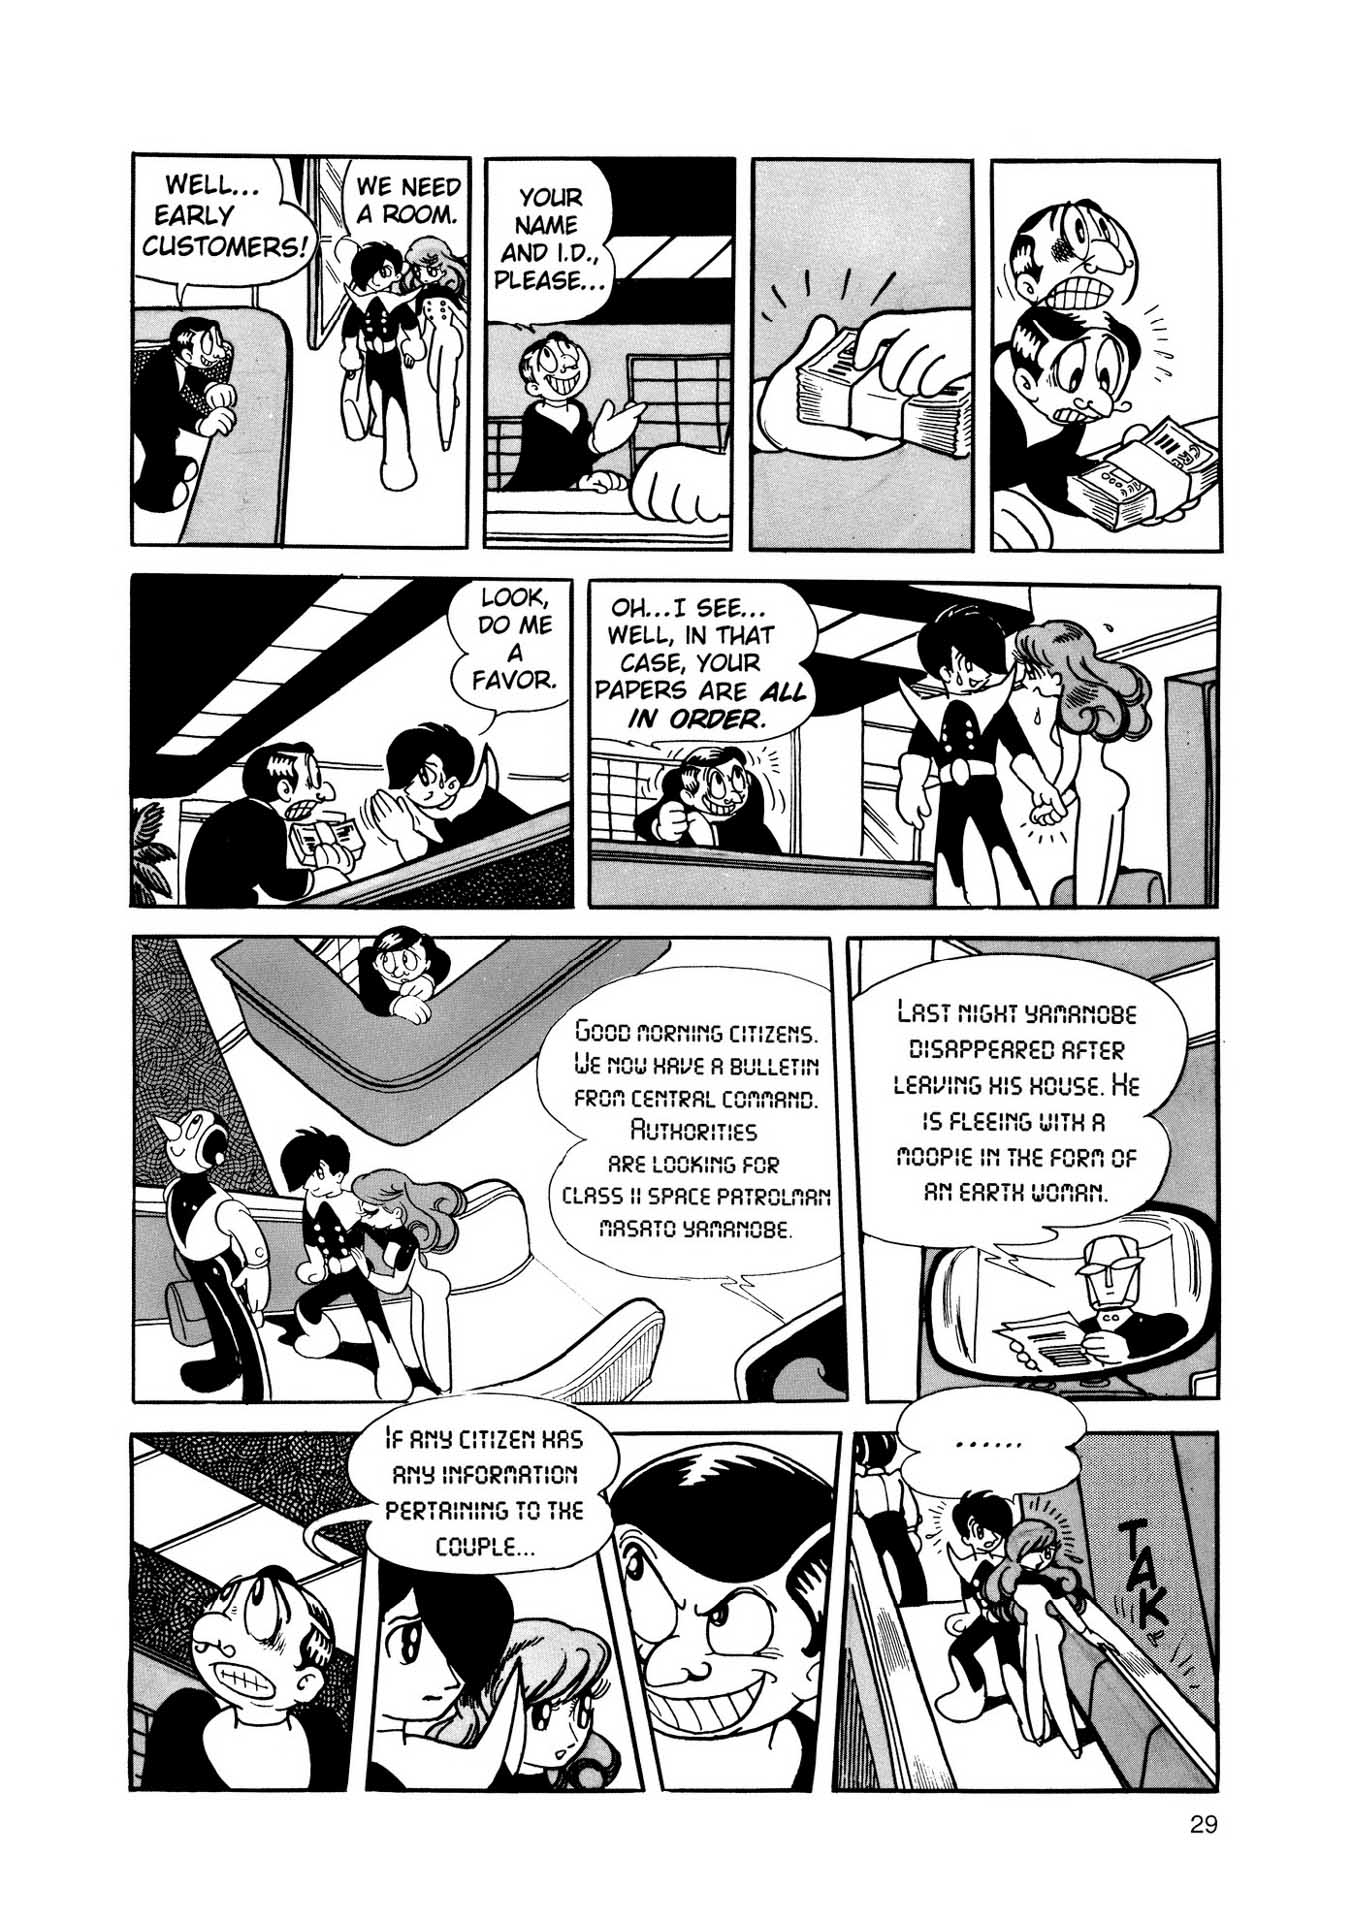 WELL...
EARLY
CUSTOMERS!
WE NEED
A ROOM.
YOUR
NAME
AND I.D.,
PLEASE...
LOOK,
DO ME
A
FAVOR.
OH...I SEE...
WELL, IN THAT
CASE, YOUR
PAPERS ARE ALL
IN ORDER.
GOOD MORNING CITIZENS.
WE NOW HAVE A BULLETIN
FROM CENTRAL COMMAND.
AUTHORITIES
ARE LOOKING FOR
CLASS II SPACE PATROLMAN
MASATO YAMANOBE.
LAST NIGHT YAMANOBE
DISAPPEARED AFTER
LEAVING HIS HOUSE. HE
IS FLEEING WITH A
MOOPIE IN THE FORM OF
AN EARTH WOMAN.
IF ANY CITIZEN HAS
ANY INFORMATION
PERTAINING TO THE
COUPLE...
......
TAK
29